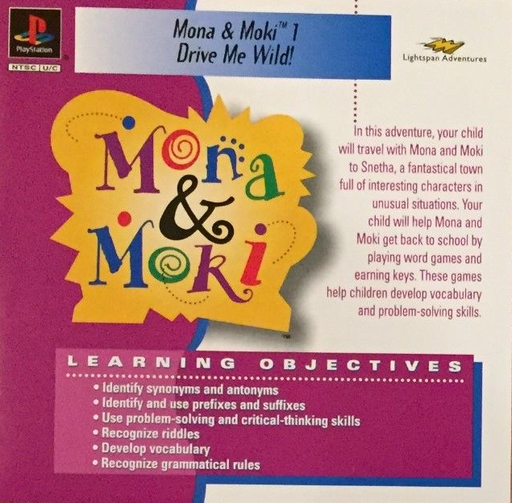 PlayStation
NTSC U/C
Mona & Moki™ 1
Drive Me Wild!
Lightspan Adventures
Mona
&
Moki
™
In this adventure, your child
will travel with Mona and Moki
to Snetha, a fantastical town
full of interesting characters in
unusual situations. Your
child will help Mona and
Moki get back to school by
playing word games and
earning keys. These games
help children develop vocabulary
and problem-solving skills.
LEARNING OBJECTIVES
• Identify synonyms and antonyms
• Identify and use prefixes and suffixes
• Use problem-solving and critical-thinking skills
• Recognize riddles
• Develop vocabulary
• Recognize grammatical rules